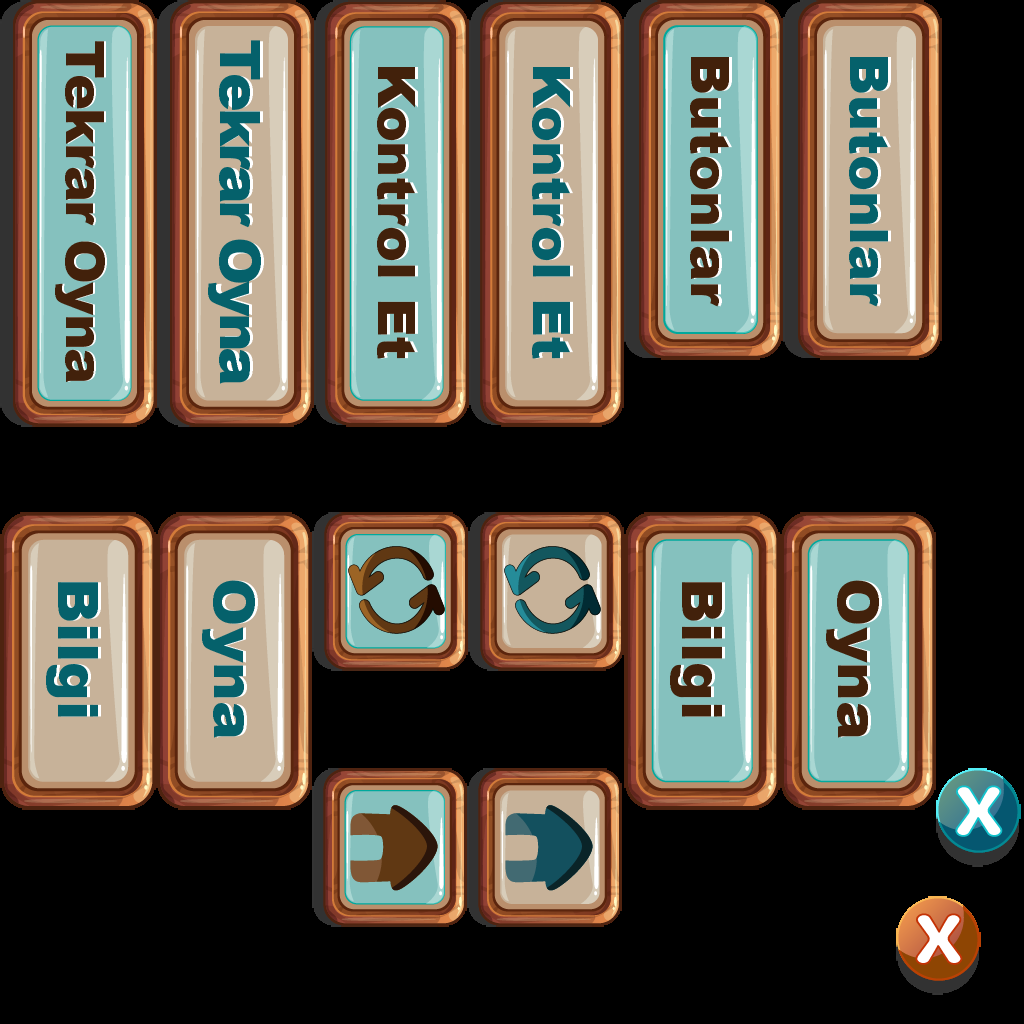 Tekrar Oyna
Tekrar Oyna
Kontrol Et
Kontrol Et
Butonlar
Butonlar
Bilgi
Oyna
Bilgi
Oyna
X
X